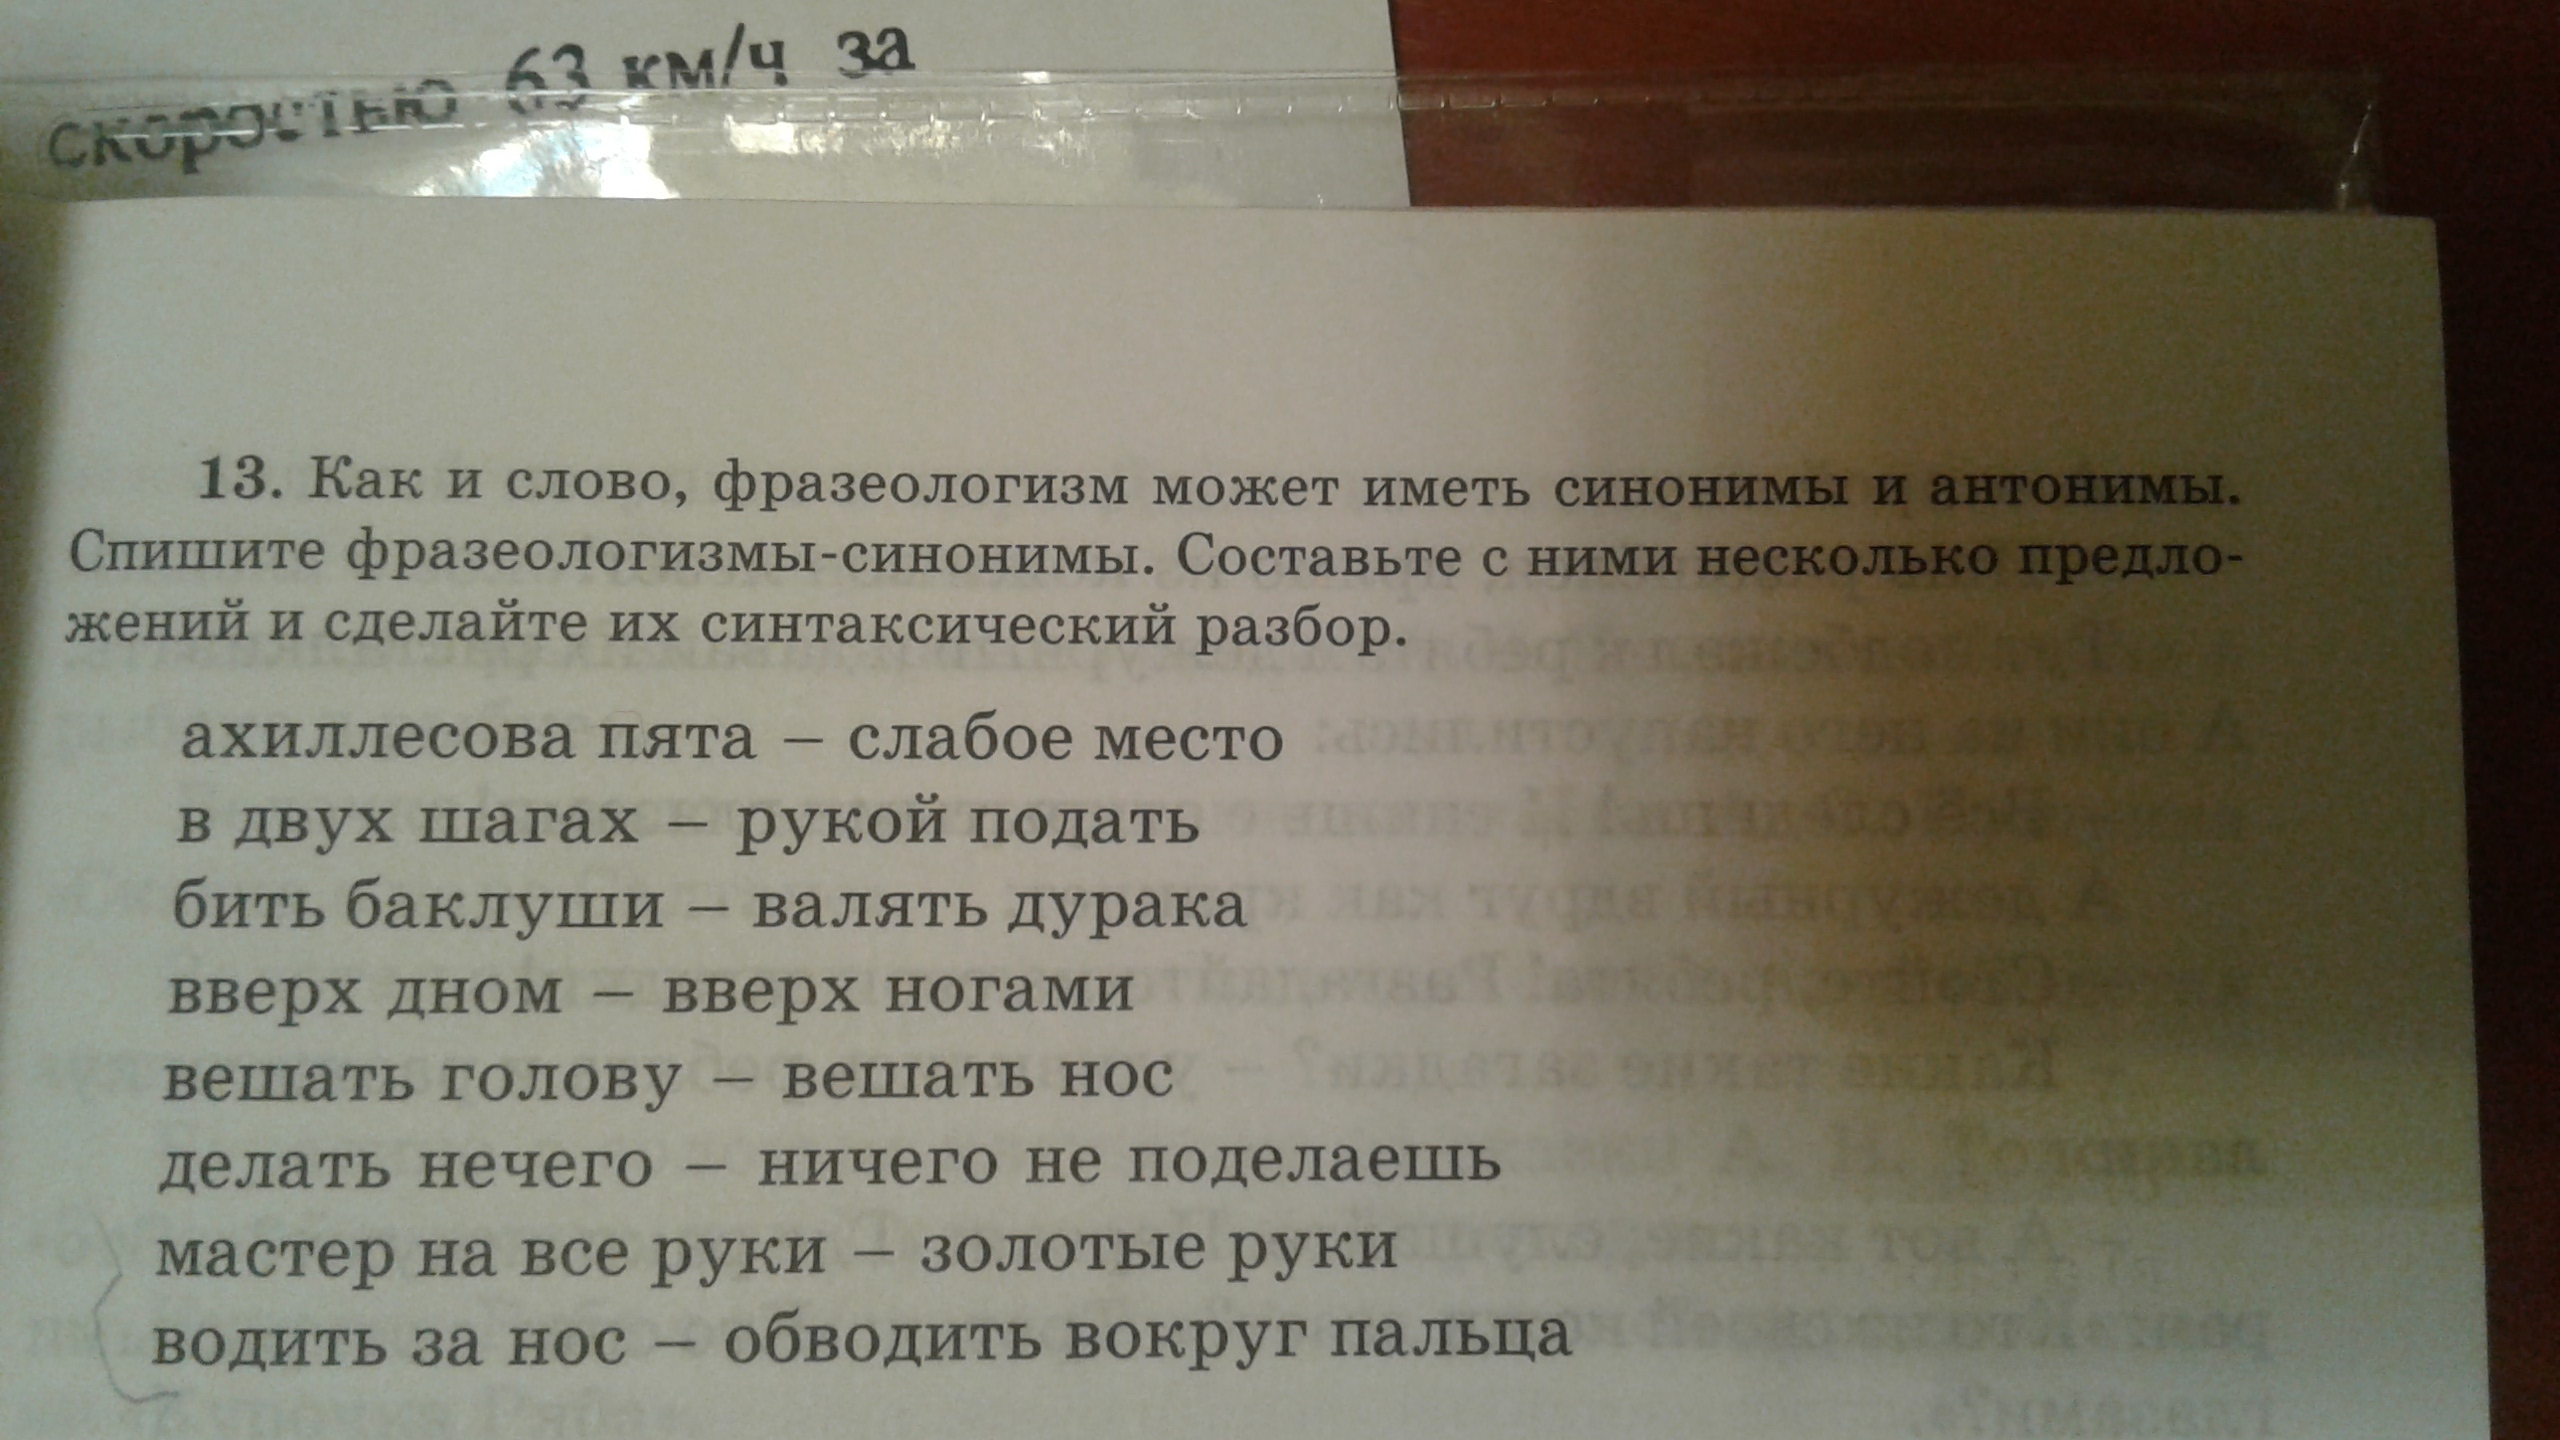 скоростью 63 км/ч за
13. Как и слово, фразеологизм может иметь синонимы и антонимы.
Спишите фразеологизмы-синонимы. Составьте с ними несколько предло-
жений и сделайте их синтаксический разбор.
ахиллесова пята – слабое место
в двух шагах – рукой подать
бить баклуши – валять дурака
вверх дном – вверх ногами
вешать голову – вешать нос
делать нечего – ничего не поделаешь
мастер на все руки – золотые руки
водить за нос – обводить вокруг пальца